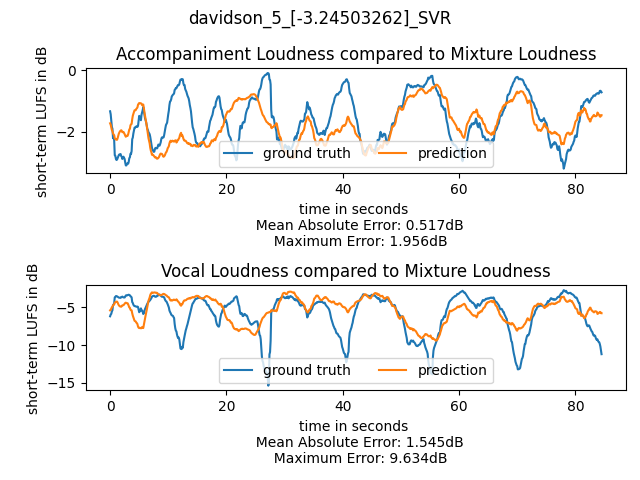 davidson_5_[-3.24503262]_SVR
Accompaniment Loudness compared to Mixture Loudness
short-term LUFS in dB
0
−2
ground truth
prediction
0 20 40 60 80
time in seconds
Mean Absolute Error: 0.517dB
Maximum Error: 1.956dB
Vocal Loudness compared to Mixture Loudness
short-term LUFS in dB
−5
−10
−15
ground truth
prediction
0 20 40 60 80
time in seconds
Mean Absolute Error: 1.545dB
Maximum Error: 9.634dB